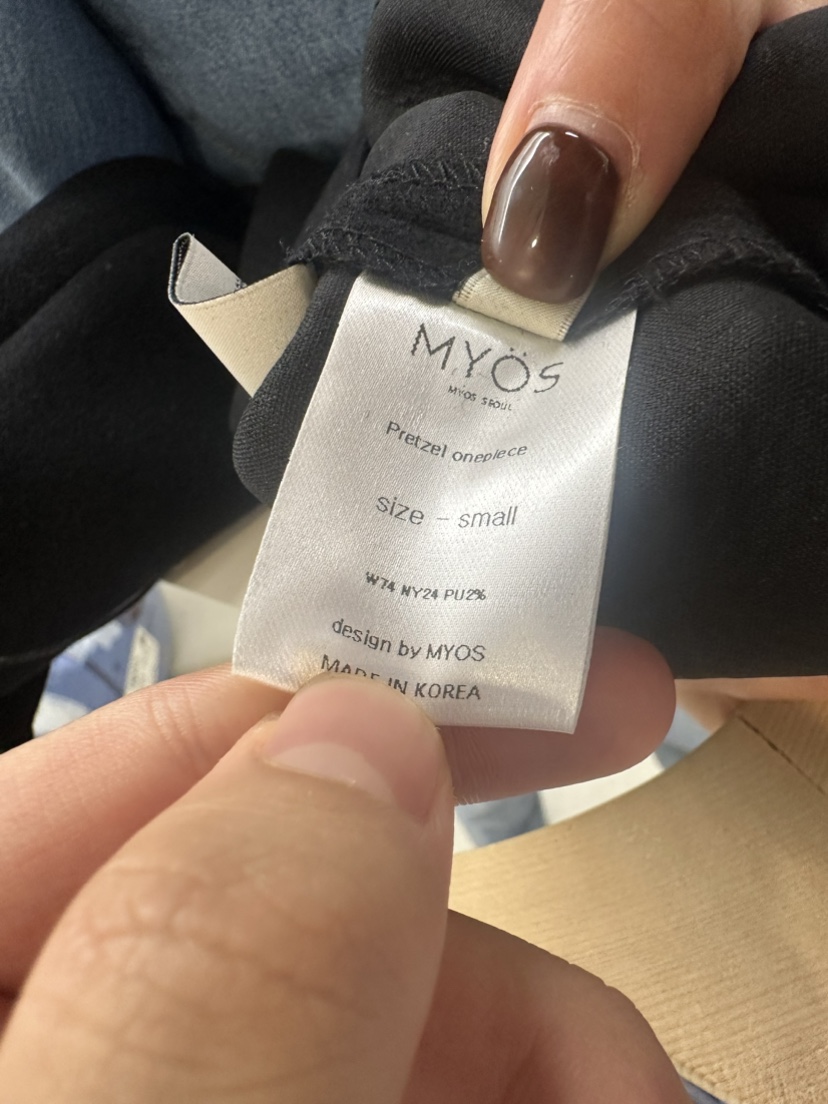 MYÖS
MYOS SEOUL
Pretzel onepiece
size - small
W74 NY24 PU2%
design by MYOS
MADE IN KOREA